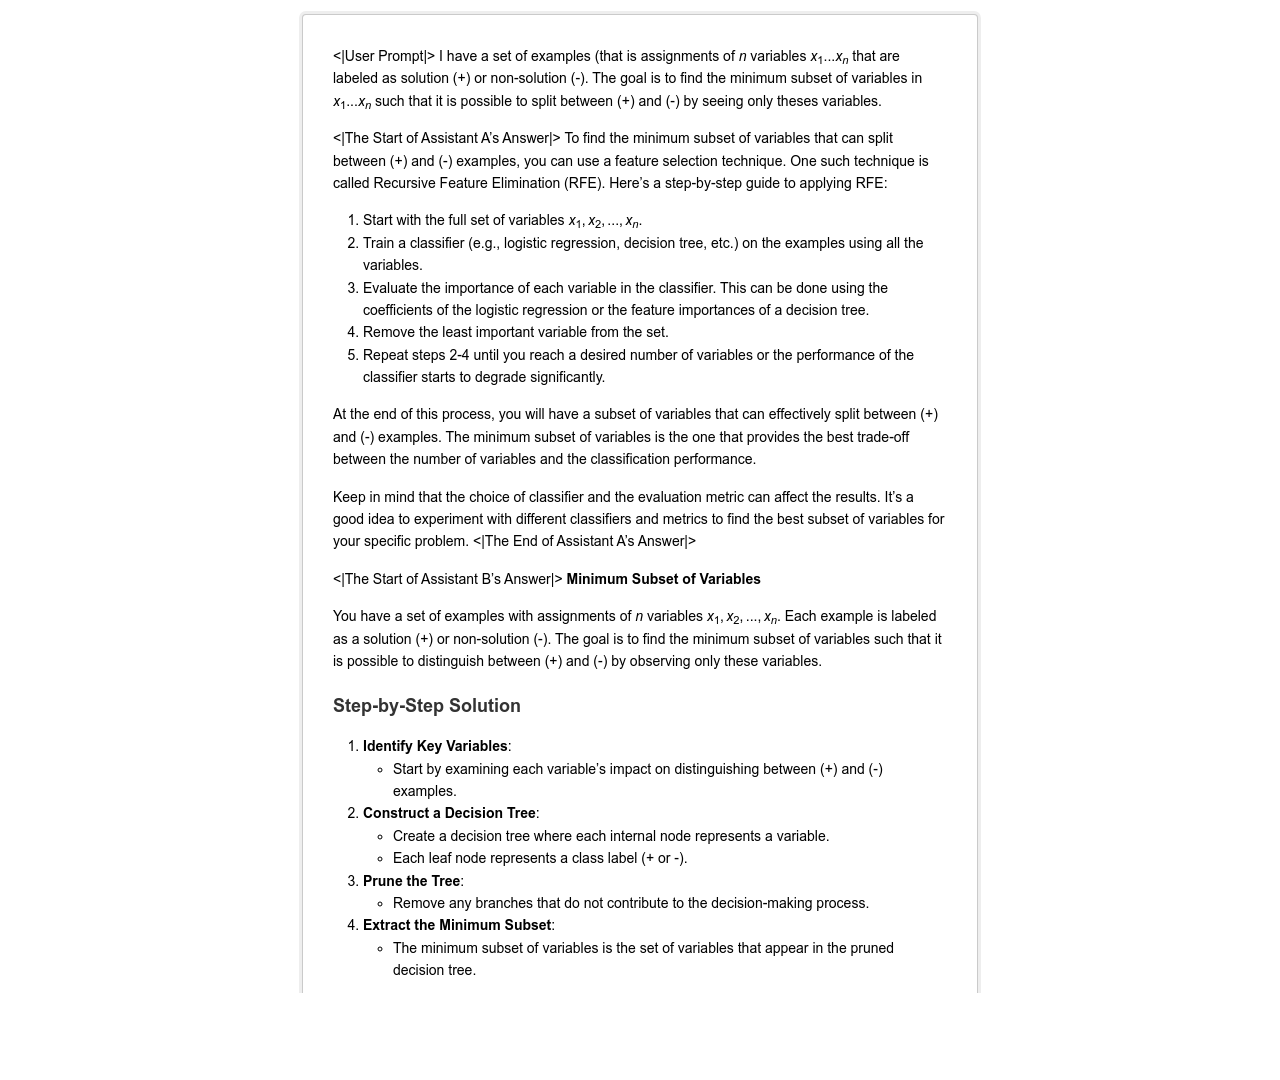 <|User Prompt|> I have a set of examples (that is assignments of n variables x1...xn that are
labeled as solution (+) or non-solution (-). The goal is to find the minimum subset of variables in
x1...xn such that it is possible to split between (+) and (-) by seeing only theses variables.
<|The Start of Assistant A’s Answer|> To find the minimum subset of variables that can split
between (+) and (-) examples, you can use a feature selection technique. One such technique is
called Recursive Feature Elimination (RFE). Here’s a step-by-step guide to applying RFE:
1. Start with the full set of variables x1, x2, ..., xn.
2. Train a classifier (e.g., logistic regression, decision tree, etc.) on the examples using all the
variables.
3. Evaluate the importance of each variable in the classifier. This can be done using the
coefficients of the logistic regression or the feature importances of a decision tree.
4. Remove the least important variable from the set.
5. Repeat steps 2-4 until you reach a desired number of variables or the performance of the
classifier starts to degrade significantly.
At the end of this process, you will have a subset of variables that can effectively split between (+)
and (-) examples. The minimum subset of variables is the one that provides the best trade-off
between the number of variables and the classification performance.
Keep in mind that the choice of classifier and the evaluation metric can affect the results. It’s a
good idea to experiment with different classifiers and metrics to find the best subset of variables for
your specific problem. <|The End of Assistant A’s Answer|>
<|The Start of Assistant B’s Answer|> Minimum Subset of Variables
You have a set of examples with assignments of n variables x1, x2, ..., xn. Each example is labeled
as a solution (+) or non-solution (-). The goal is to find the minimum subset of variables such that it
is possible to distinguish between (+) and (-) by observing only these variables.
Step-by-Step Solution
1. Identify Key Variables:
◦ Start by examining each variable’s impact on distinguishing between (+) and (-)
examples.
2. Construct a Decision Tree:
◦ Create a decision tree where each internal node represents a variable.
◦ Each leaf node represents a class label (+ or -).
3. Prune the Tree:
◦ Remove any branches that do not contribute to the decision-making process.
4. Extract the Minimum Subset:
◦ The minimum subset of variables is the set of variables that appear in the pruned
decision tree.